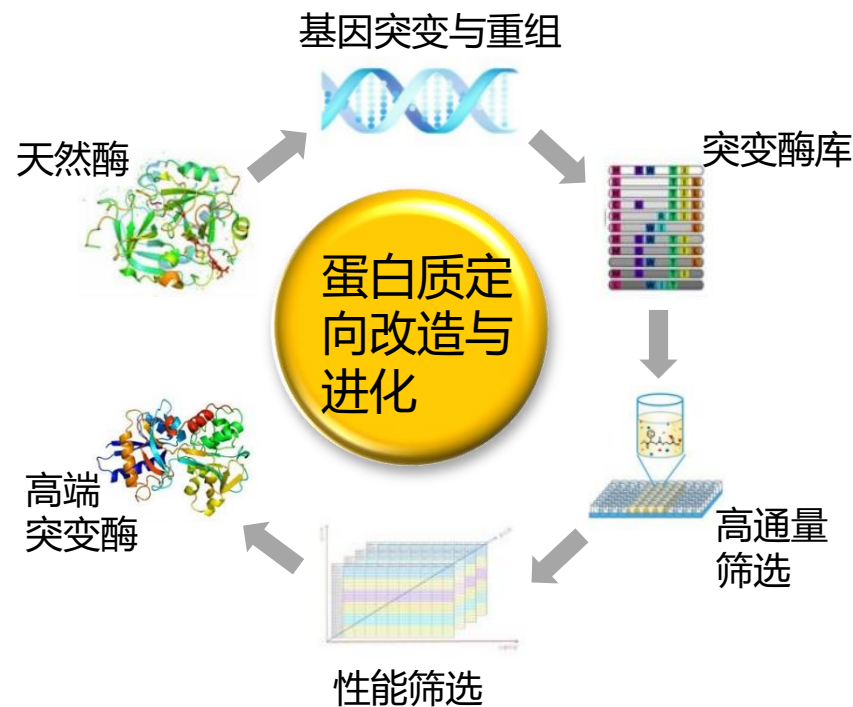 基因突变与重组
天然酶
突变酶库
蛋白质定
向改造与
进化
高端
突变酶
高通量
筛选
性能筛选